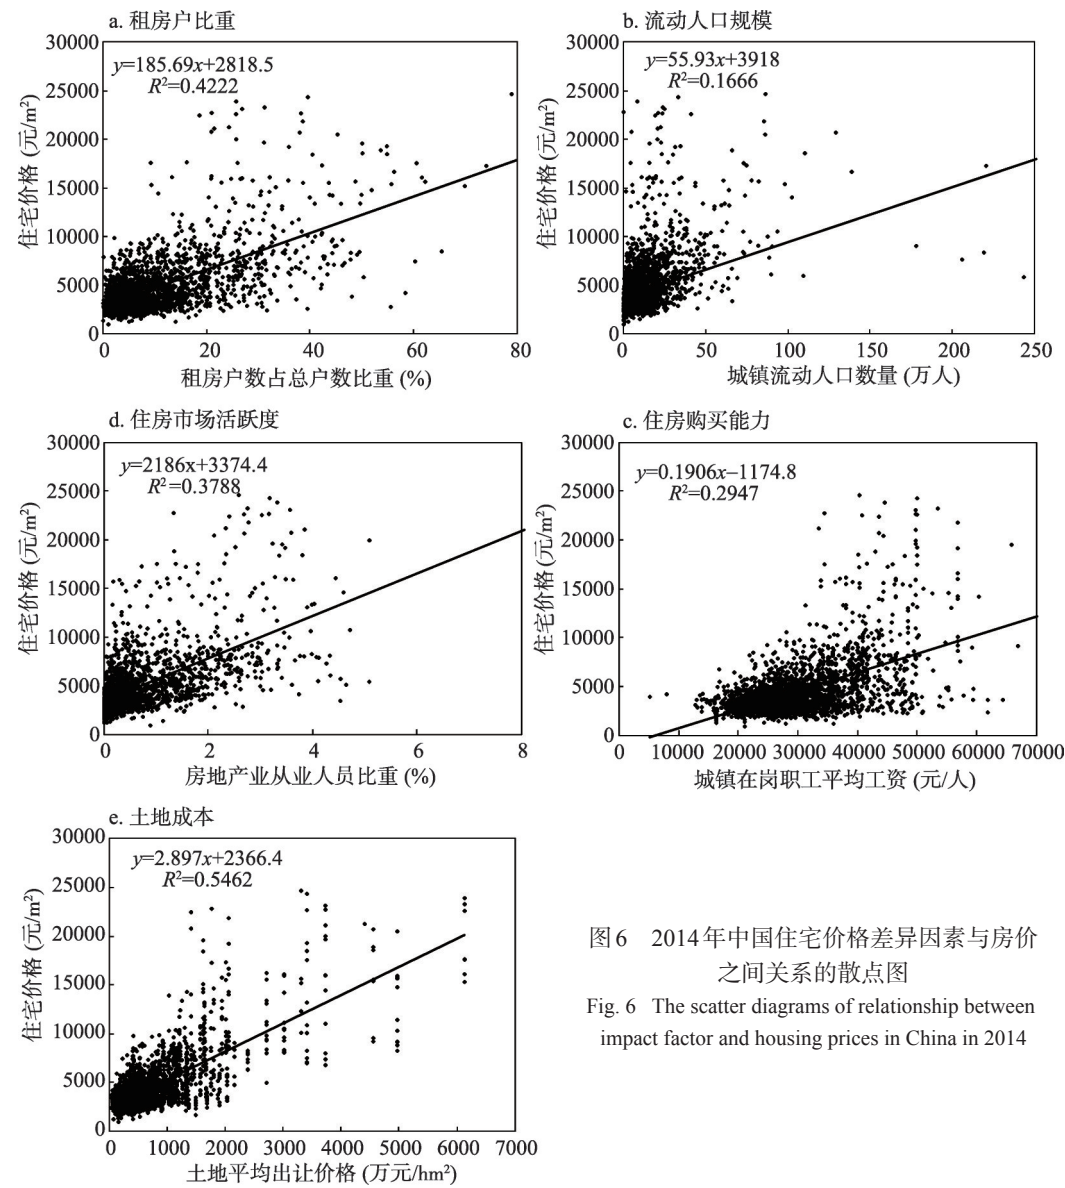 a. 租房户比重
30000
25000
20000
15000
10000
5000
0
住宅价格 (元/m²)
y=185.69x+2818.5
R²=0.4222
0 20 40 60 80
租房户数占总户数比重 (%)
b. 流动人口规模
30000
25000
20000
15000
10000
5000
0
住宅价格 (元/m²)
y=55.93x+3918
R²=0.1666
0 50 100 150 200 250
城镇流动人口数量 (万人)
d. 住房市场活跃度
30000
25000
20000
15000
10000
5000
0
住宅价格 (元/m²)
y=2186x+3374.4
R²=0.3788
0 2 4 6 8
房地产业从业人员比重 (%)
c. 住房购买能力
30000
25000
20000
15000
10000
5000
0
住宅价格 (元/m²)
y=0.1906x−1174.8
R²=0.2947
0 10000 20000 30000 40000 50000 60000 70000
城镇在岗职工平均工资 (元/人)
e. 土地成本
30000
25000
20000
15000
10000
5000
0
住宅价格 (元/m²)
y=2.897x+2366.4
R²=0.5462
0 1000 2000 3000 4000 5000 6000 7000
土地平均出让价格 (万元/hm²)
图6 2014年中国住宅价格差异因素与房价
之间关系的散点图
Fig. 6 The scatter diagrams of relationship between
impact factor and housing prices in China in 2014